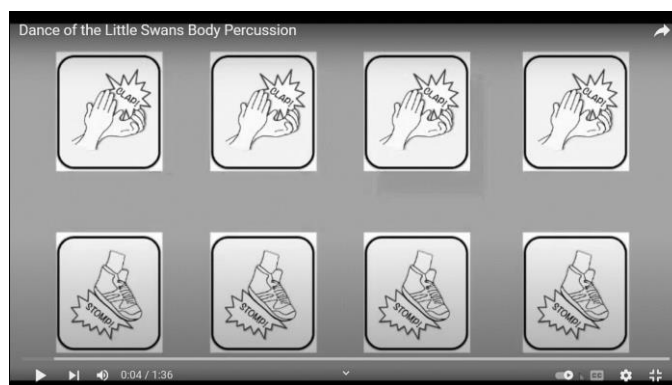 Dance of the Little Swans Body Percussion
CLAP! CLAP! CLAP! CLAP!
STOMP! STOMP! STOMP! STOMP!
0:04 / 1:36
CC